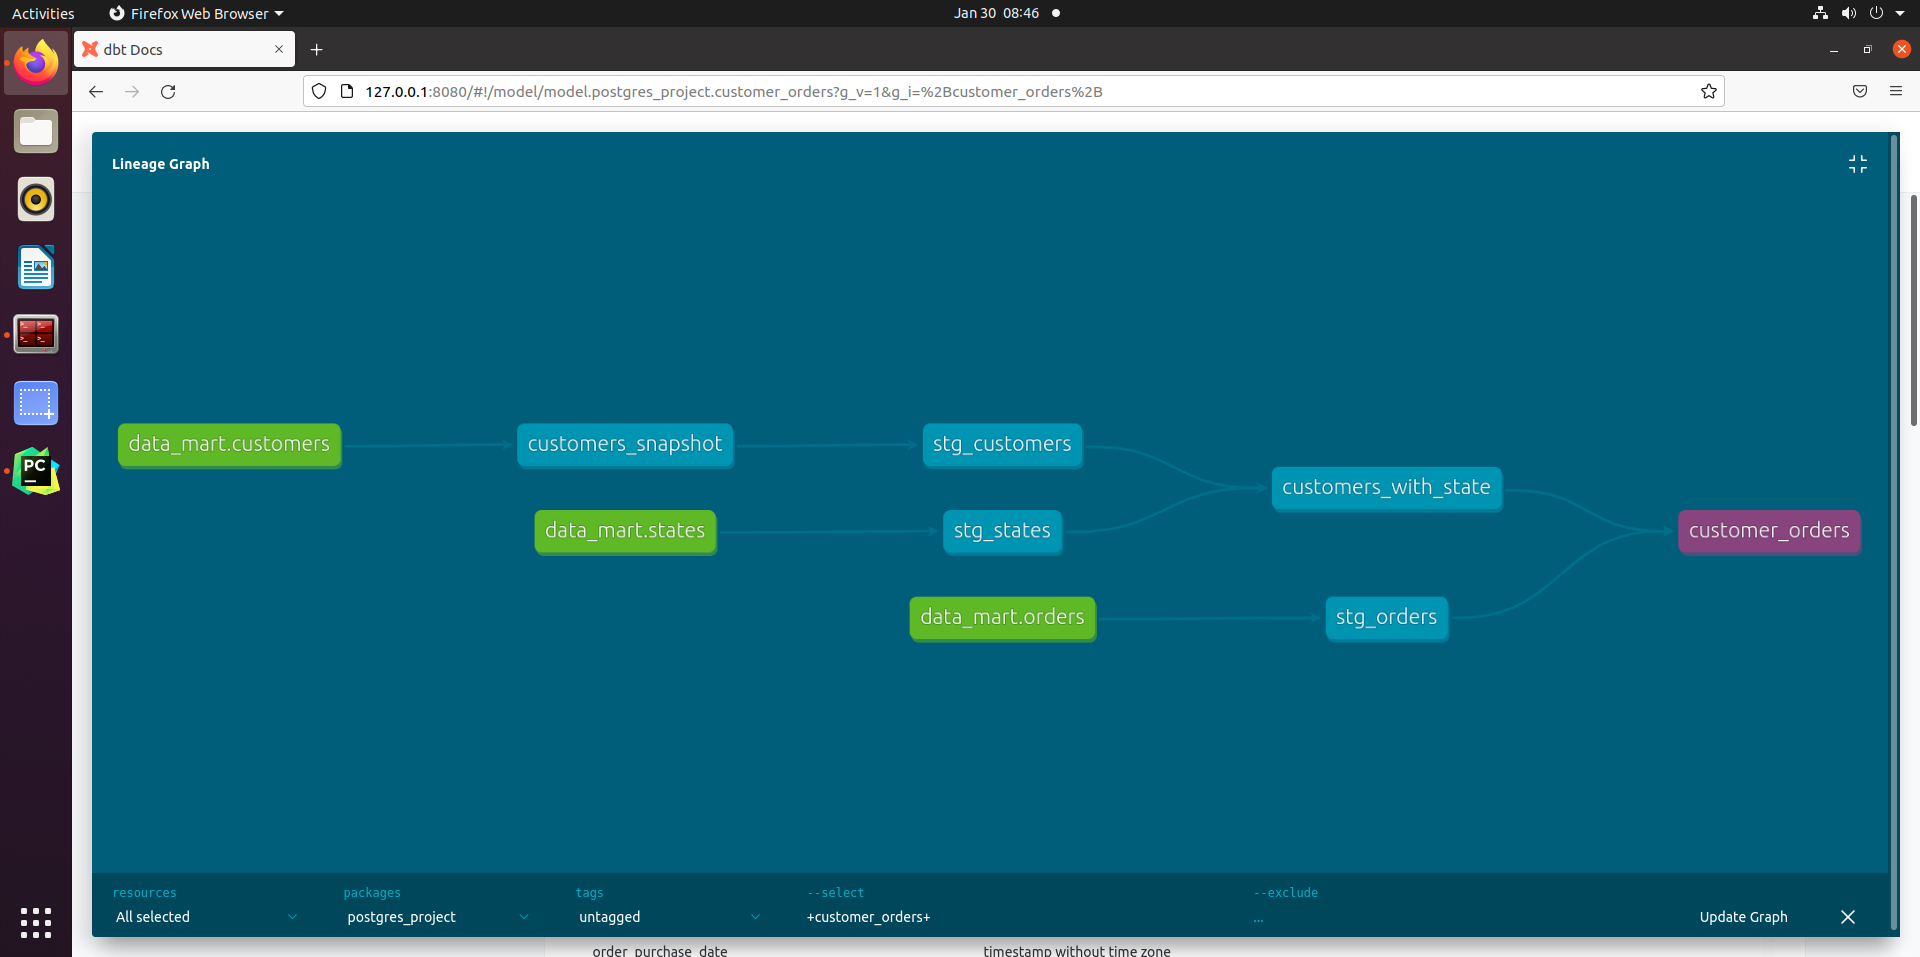 Activities
Firefox Web Browser
Jan 30 08:46
dbt Docs
127.0.0.1:8080/#!/model/model.postgres_project.customer_orders?g_v=1&g_i=%2Bcustomer_orders%2B
Lineage Graph
data_mart.customers
customers_snapshot
stg_customers
customers_with_state
data_mart.states
stg_states
customer_orders
data_mart.orders
stg_orders
PC
resources
packages
tags
--select
--exclude
All selected
postgres_project
untagged
+customer_orders+
...
Update Graph
order_purchase_date
timestamp without time zone